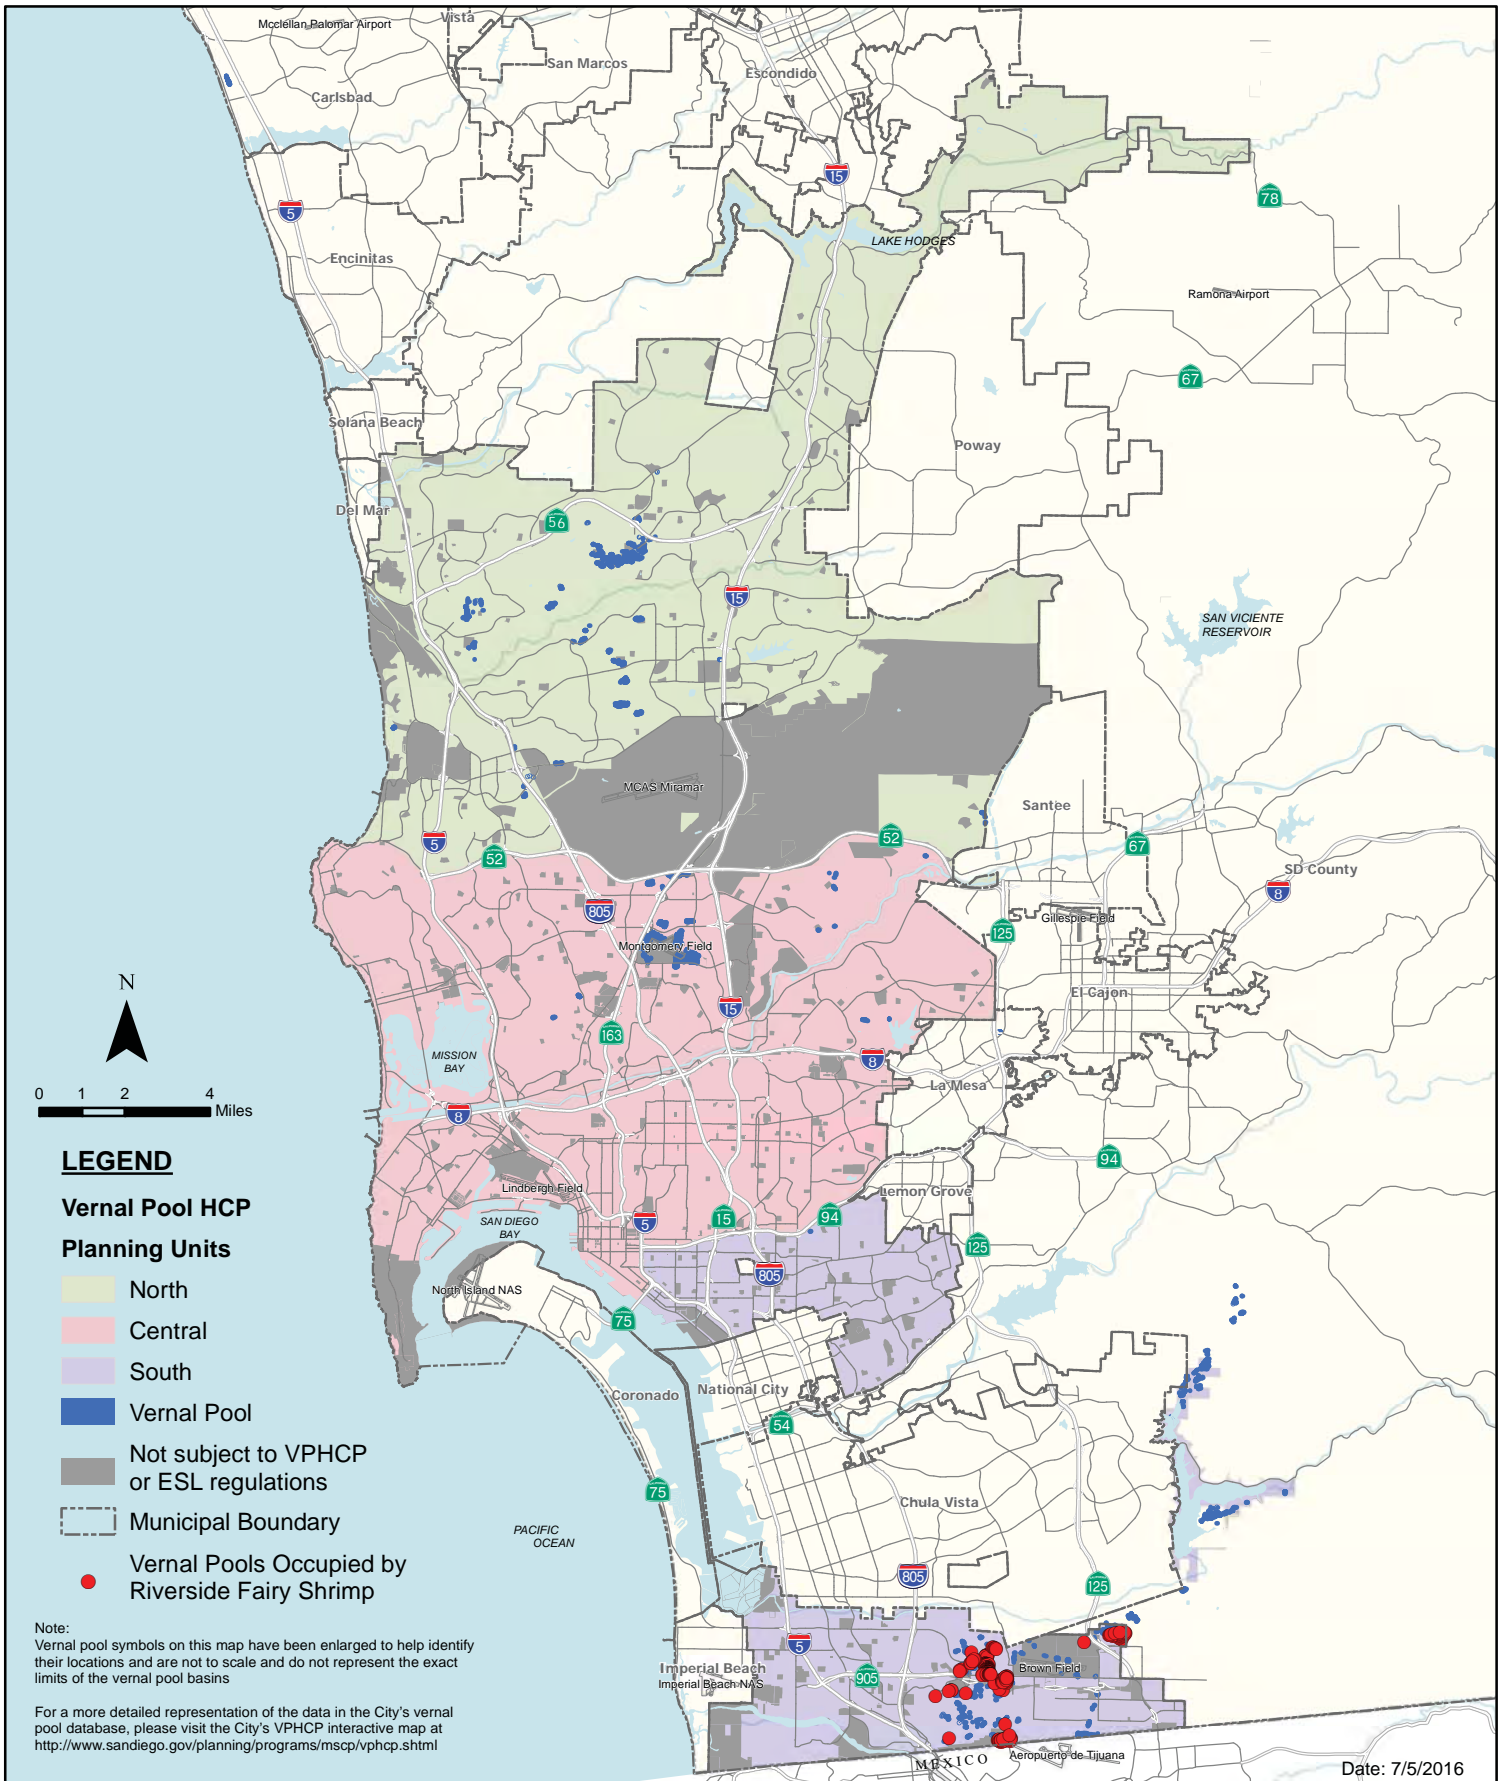 Mcclellan Palomar Airport
Vista
San Marcos
Escondido
Carlsbad
15
5
78
LAKE HODGES
Encinitas
Ramona Airport
67
Solana Beach
Poway
Del Mar
56
15
SAN VICIENTE
RESERVOIR
MCAS Miramar
Santee
5
52
52
67
SD County
8
805
Gillespie Field
125
Montgomery Field
El Cajon
N
15
163
MISSION
BAY
8
La Mesa
0 1 2 4
Miles
8
94
LEGEND
Vernal Pool HCP
Planning Units
North
Central
South
Vernal Pool
Not subject to VPHCP
or ESL regulations
Municipal Boundary
Vernal Pools Occupied by
Riverside Fairy Shrimp
Lindbergh Field
Lemon Grove
SAN DIEGO
BAY
5
15
94
125
805
North Island NAS
75
Coronado
National City
54
75
Chula Vista
PACIFIC
OCEAN
805
125
5
Imperial Beach
Imperial Beach NAS
905
Brown Field
MEXICO
Aeropuerto de Tijuana
Note:
Vernal pool symbols on this map have been enlarged to help identify
their locations and are not to scale and do not represent the exact
limits of the vernal pool basins
For a more detailed representation of the data in the City's vernal
pool database, please visit the City's VPHCP interactive map at
http://www.sandiego.gov/planning/programs/mscp/vphcp.shtml
Date: 7/5/2016